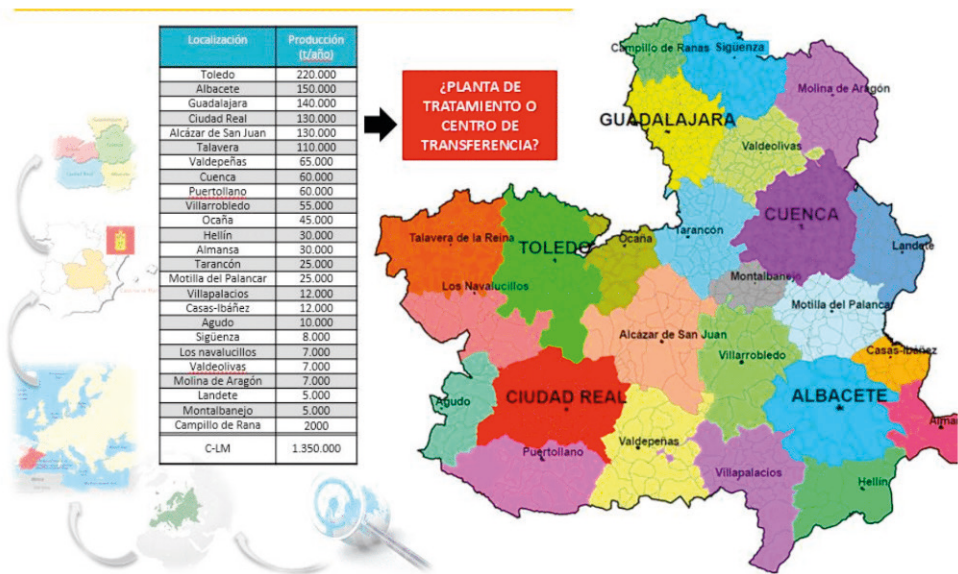 Localización Producción
(t/año)
Toledo 220.000
Albacete 150.000
Guadalajara 140.000
Ciudad Real 130.000
Alcázar de San Juan 130.000
Talavera 110.000
Valdepeñas 65.000
Cuenca 60.000
Puertollano 60.000
Villarrobledo 55.000
Ocaña 45.000
Hellín 30.000
Almansa 30.000
Tarancón 25.000
Motilla del Palancar 25.000
Villapalacios 12.000
Casas-Ibáñez 12.000
Agudo 10.000
Sigüenza 8.000
Los navalucillos 7.000
Valdeolivas 7.000
Molina de Aragón 7.000
Landete 5.000
Montalbanejo 5.000
Campillo de Rana 2000
C-LM 1.350.000
¿PLANTA DE
TRATAMIENTO O
CENTRO DE
TRANSFERENCIA?
Campillo de Ranas
Sigüenza
Molina de Aragón
GUADALAJARA
Valdeolivas
CUENCA
Tarancón
Landete
Talavera de la Reina
TOLEDO
Ocaña
Los Navalucillos
Montalbanejo
Motilla del Palancar
Alcázar de San Juan
Villarrobledo
Casas-Ibáñez
Agudo
CIUDAD REAL
ALBACETE
Alman
Puertollano
Valdepeñas
Villapalacios
Hellín